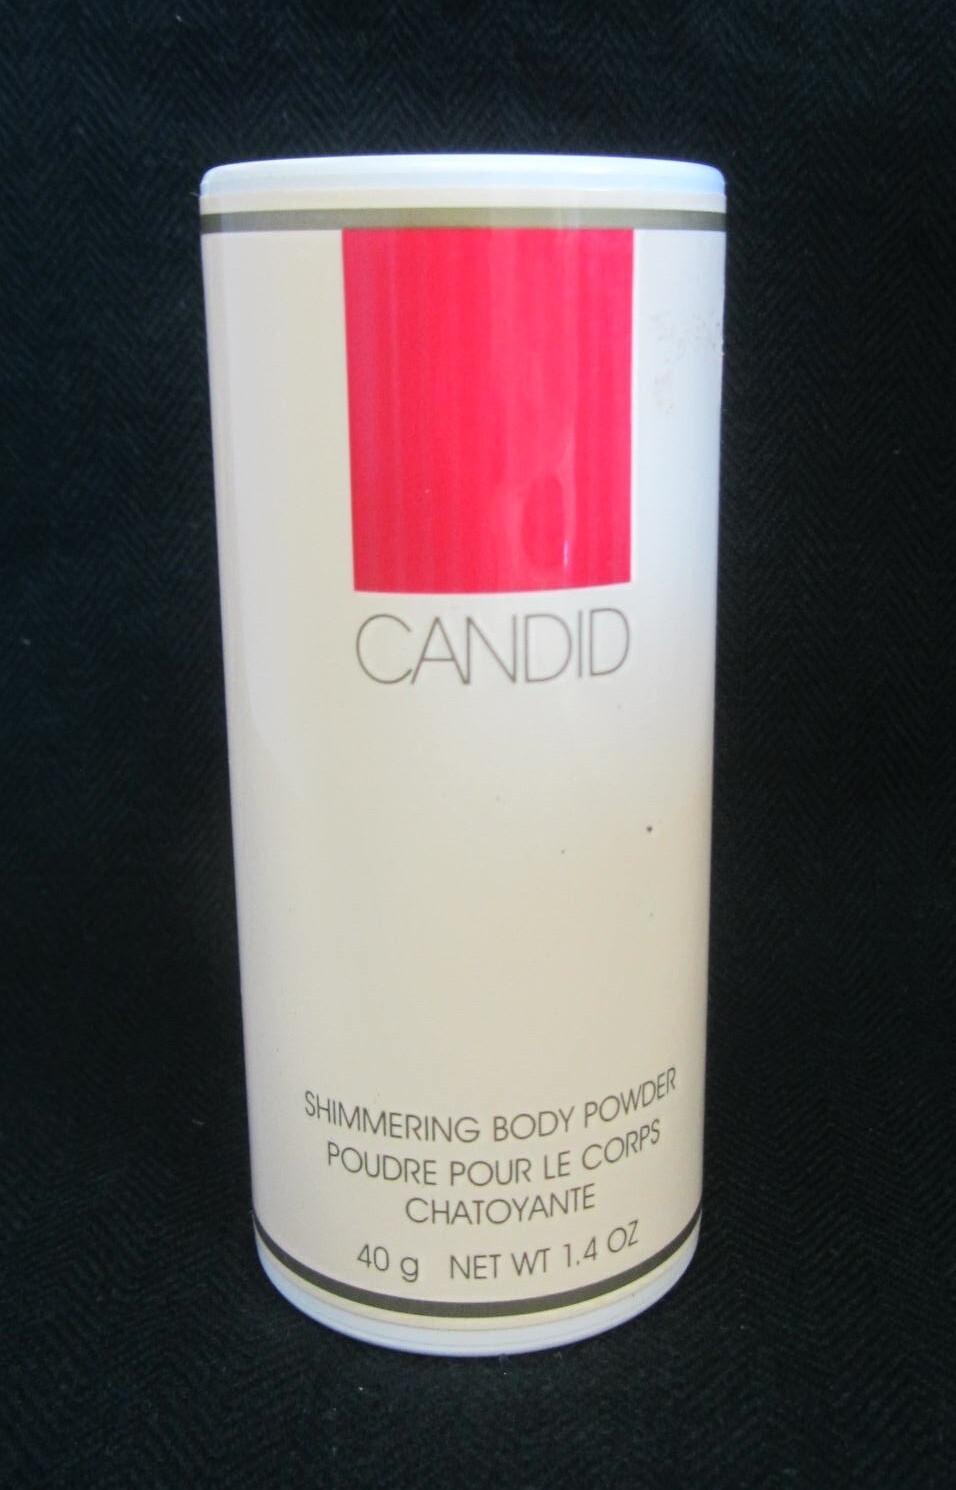 CANDID
SHIMMERING BODY POWDER
POUDRE POUR LE CORPS
CHATOYANTE
40 g NET WT 1.4 OZ